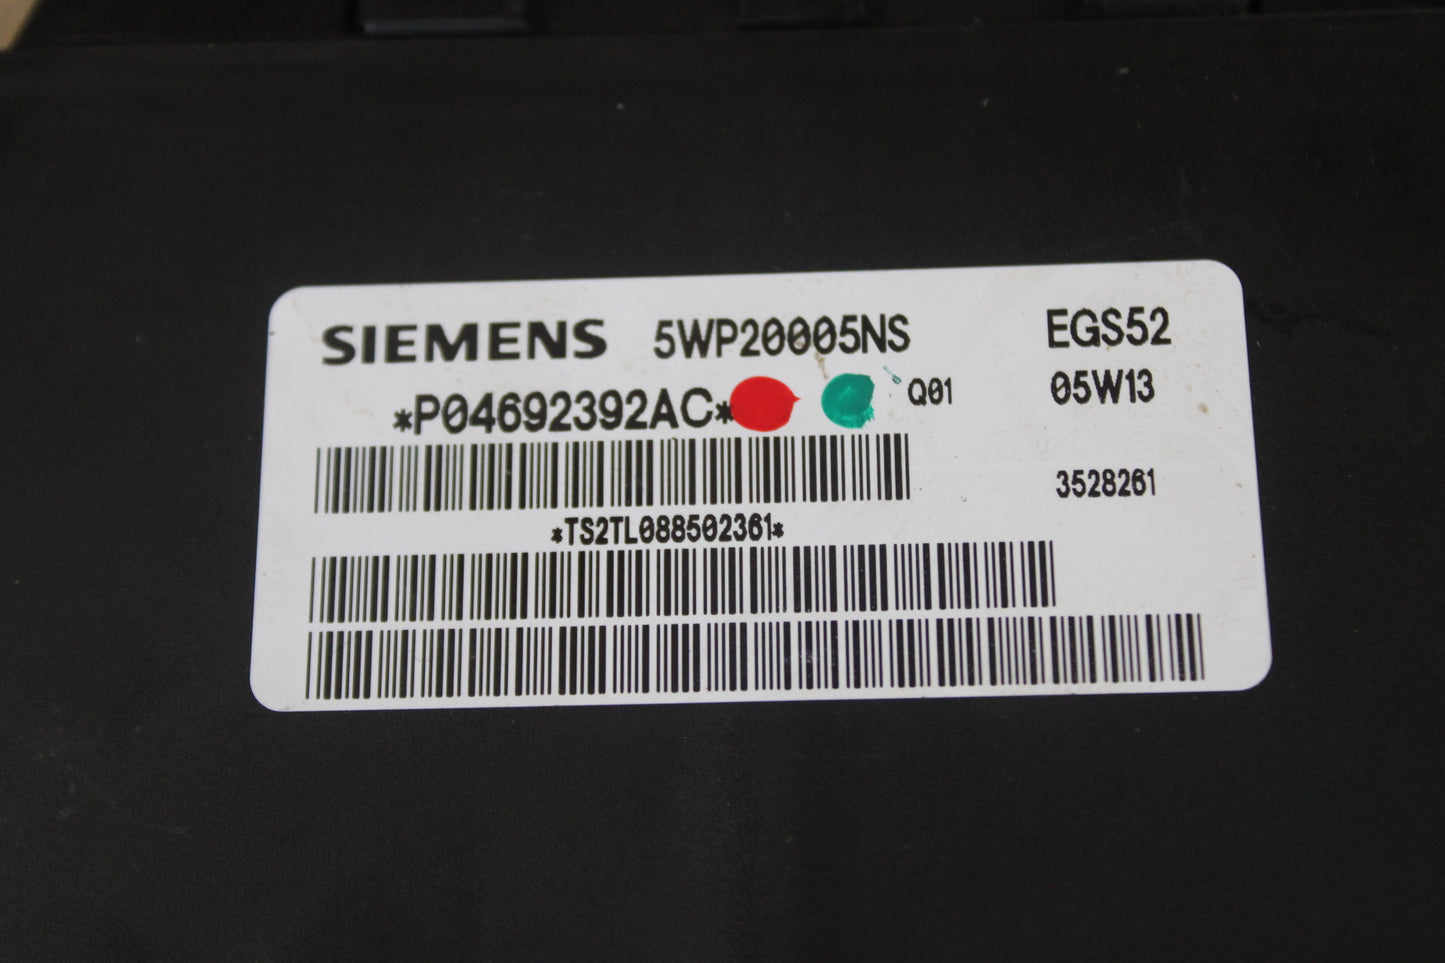 SIEMENS 5WP20005NS EGS52
*P04692392AC* Q01 05W13
3528261
*TS2TL088502361*